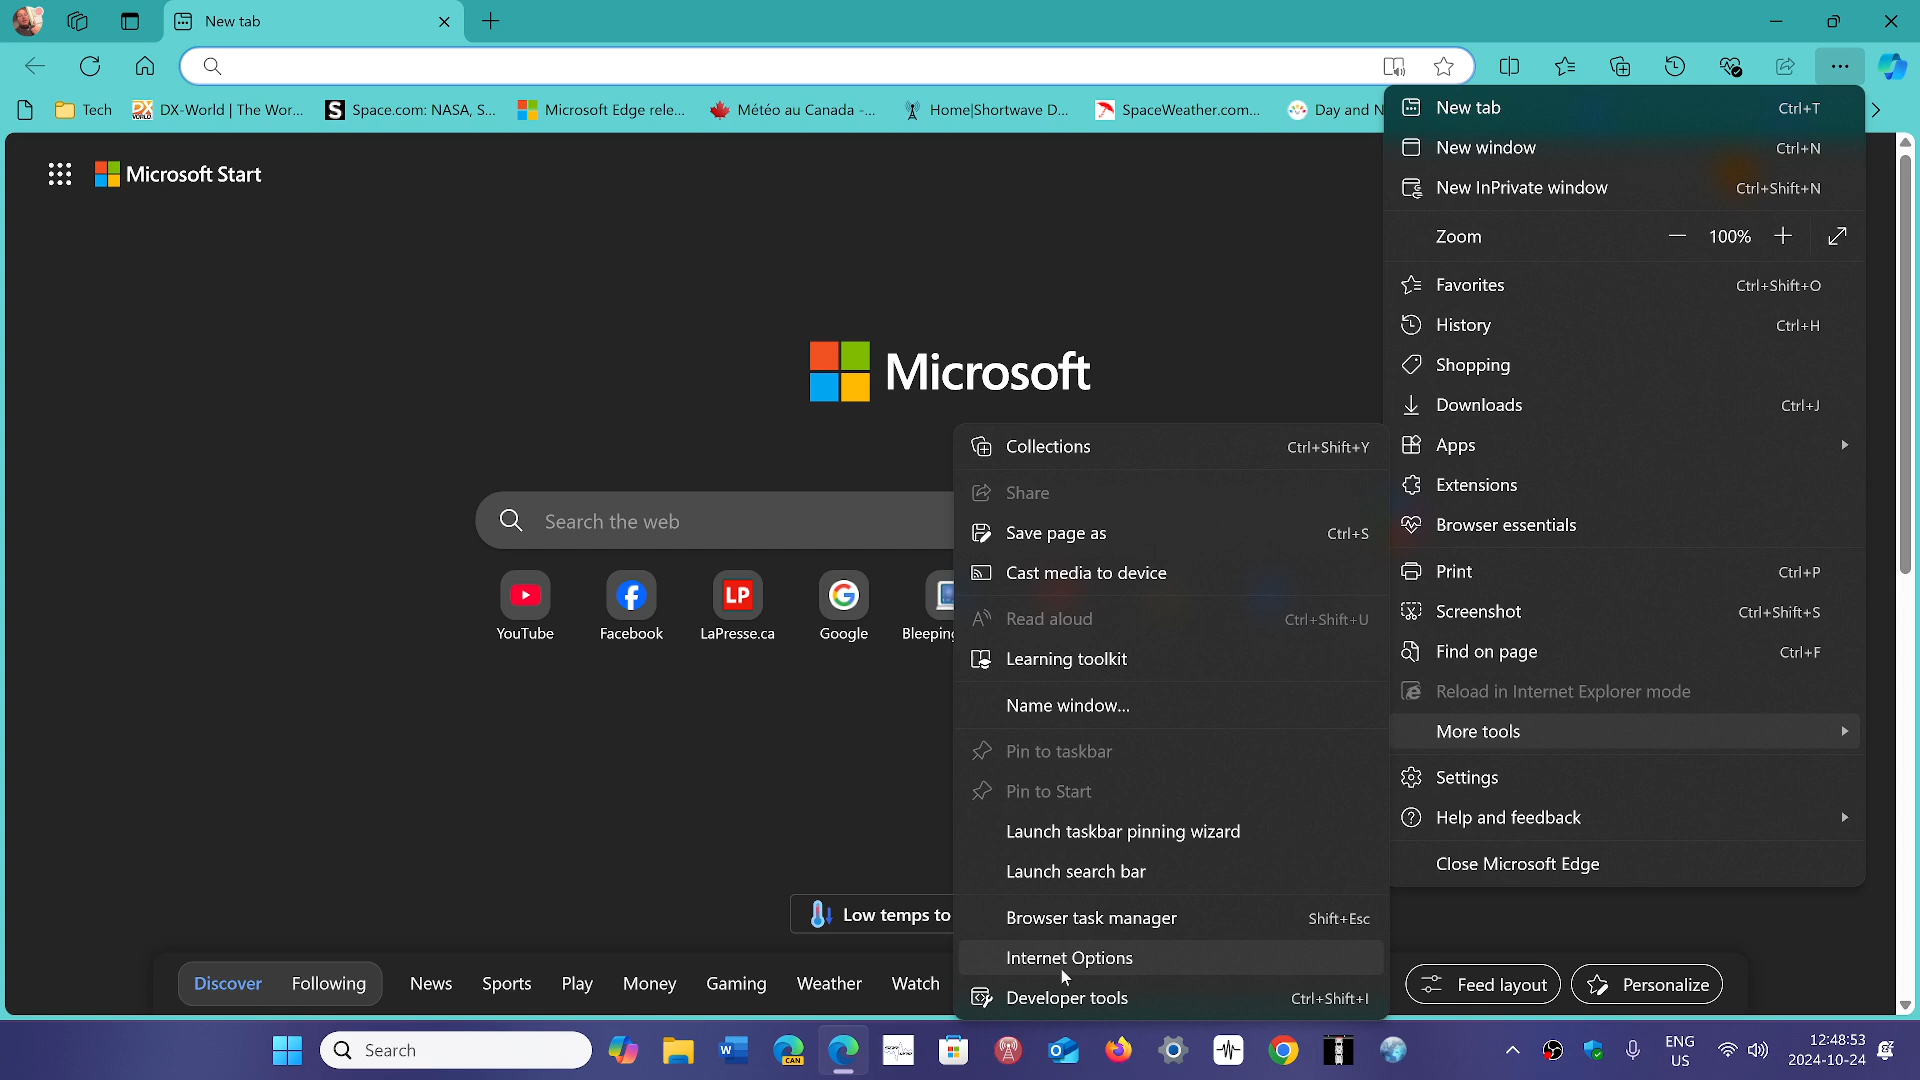 New tab
Tech
DX-World | The Wor...
Space.com: NASA, S...
Microsoft Edge rele...
Météo au Canada -...
Home|Shortwave D...
SpaceWeather.com...
Day and N
Microsoft Start
Microsoft
Search the web
YouTube
Facebook
LP
LaPresse.ca
Google
Bleeping
Low temps to
Discover
Following
News
Sports
Play
Money
Gaming
Weather
Watch
Feed layout
Personalize
New tab Ctrl+T
New window Ctrl+N
New InPrivate window Ctrl+Shift+N
Zoom 100%
Favorites Ctrl+Shift+O
History Ctrl+H
Shopping
Downloads Ctrl+J
Apps
Extensions
Browser essentials
Print Ctrl+P
Screenshot Ctrl+Shift+S
Find on page Ctrl+F
Reload in Internet Explorer mode
More tools
Settings
Help and feedback
Close Microsoft Edge
Collections Ctrl+Shift+Y
Share
Save page as Ctrl+S
Cast media to device
Read aloud Ctrl+Shift+U
Learning toolkit
Name window...
Pin to taskbar
Pin to Start
Launch taskbar pinning wizard
Launch search bar
Browser task manager Shift+Esc
Internet Options
Developer tools Ctrl+Shift+I
Search
CAN
ENG
US
12:48:53
2024-10-24